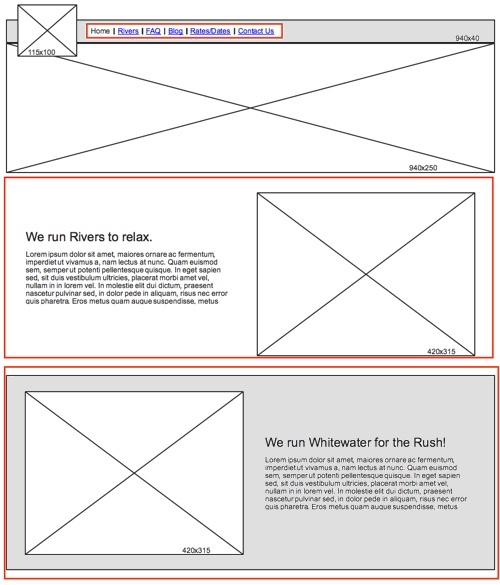 Home | Rivers | FAQ | Blog | Rates/Dates | Contact Us
940x40
115x100
940x250
We run Rivers to relax.
Lorem ipsum dolor sit amet, maiores ornare ac fermentum,
imperdiet ut vivamus a, nam lectus at nunc. Quam euismod
sem, semper ut potenti pellentesque quisque. In eget sapien
sed, sit duis vestibulum ultricies, placerat morbi amet vel,
nullam in in lorem vel. In molestie elit dui dictum, praesent
nascetur pulvinar sed, in dolor pede in aliquam, risus nec error
quis pharetra. Eros metus quam augue suspendisse, metus
420x315
We run Whitewater for the Rush!
Lorem ipsum dolor sit amet, maiores ornare ac fermentum,
imperdiet ut vivamus a, nam lectus at nunc. Quam euismod
sem, semper ut potenti pellentesque quisque. In eget sapien
sed, sit duis vestibulum ultricies, placerat morbi amet vel,
nullam in in lorem vel. In molestie elit dui dictum, praesent
nascetur pulvinar sed, in dolor pede in aliquam, risus nec error
quis pharetra. Eros metus quam augue suspendisse, metus
420x315